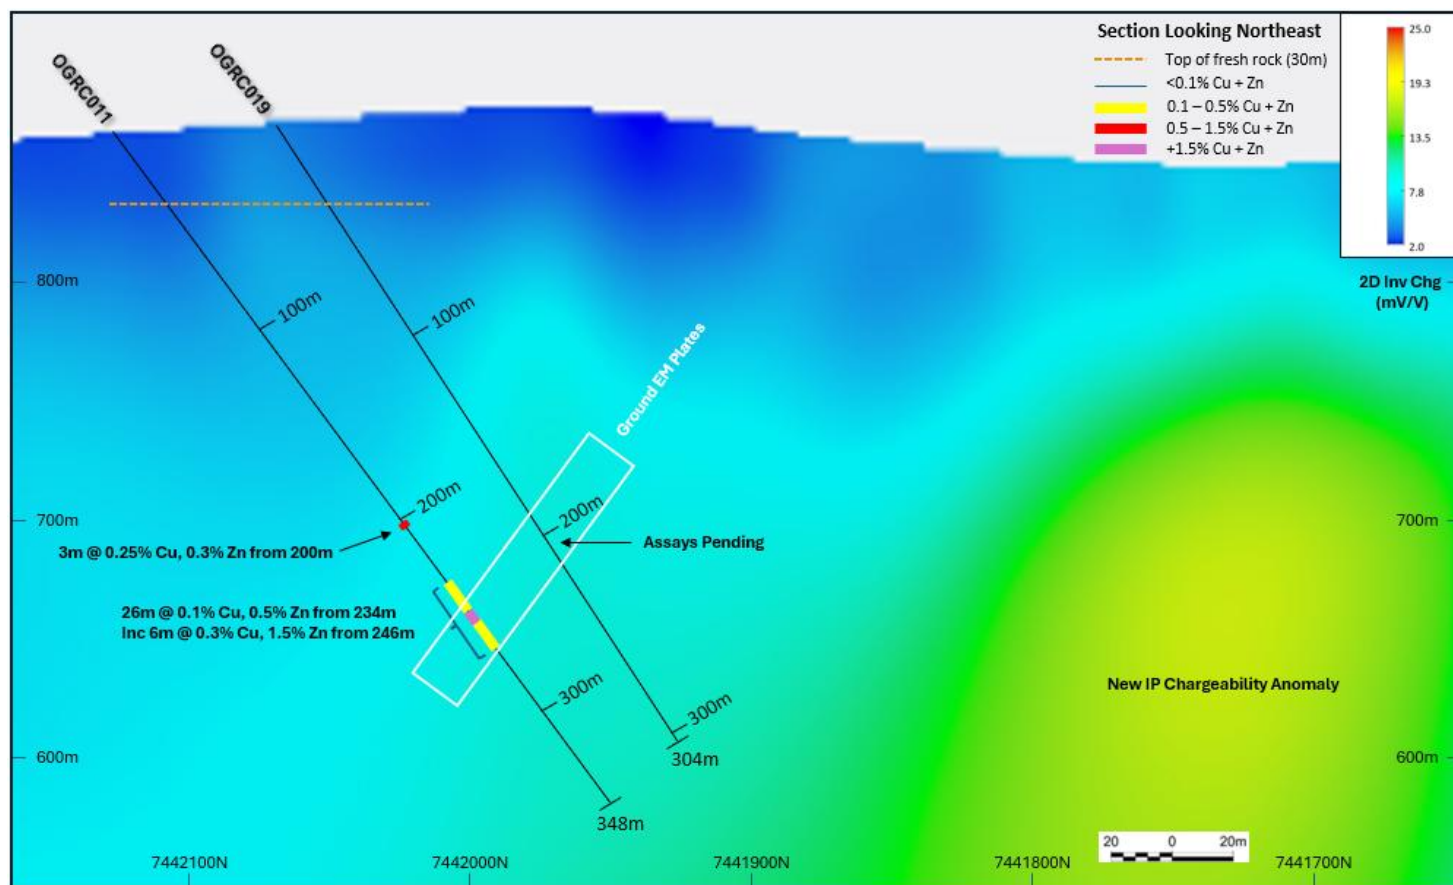 Section Looking Northeast
Top of fresh rock (30m)
<0.1% Cu + Zn
0.1 – 0.5% Cu + Zn
0.5 – 1.5% Cu + Zn
+1.5% Cu + Zn
25.0
19.3
13.5
7.8
2.0
2D Inv Chg
(mV/V)
OGRC011
OGRC019
800m
100m
100m
Ground EM Plates
700m
200m
200m
700m
3m @ 0.25% Cu, 0.3% Zn from 200m
Assays Pending
26m @ 0.1% Cu, 0.5% Zn from 234m
Inc 6m @ 0.3% Cu, 1.5% Zn from 246m
300m
300m
New IP Chargeability Anomaly
600m
304m
600m
348m
20 0 20m
7442100N
7442000N
7441900N
7441800N
7441700N